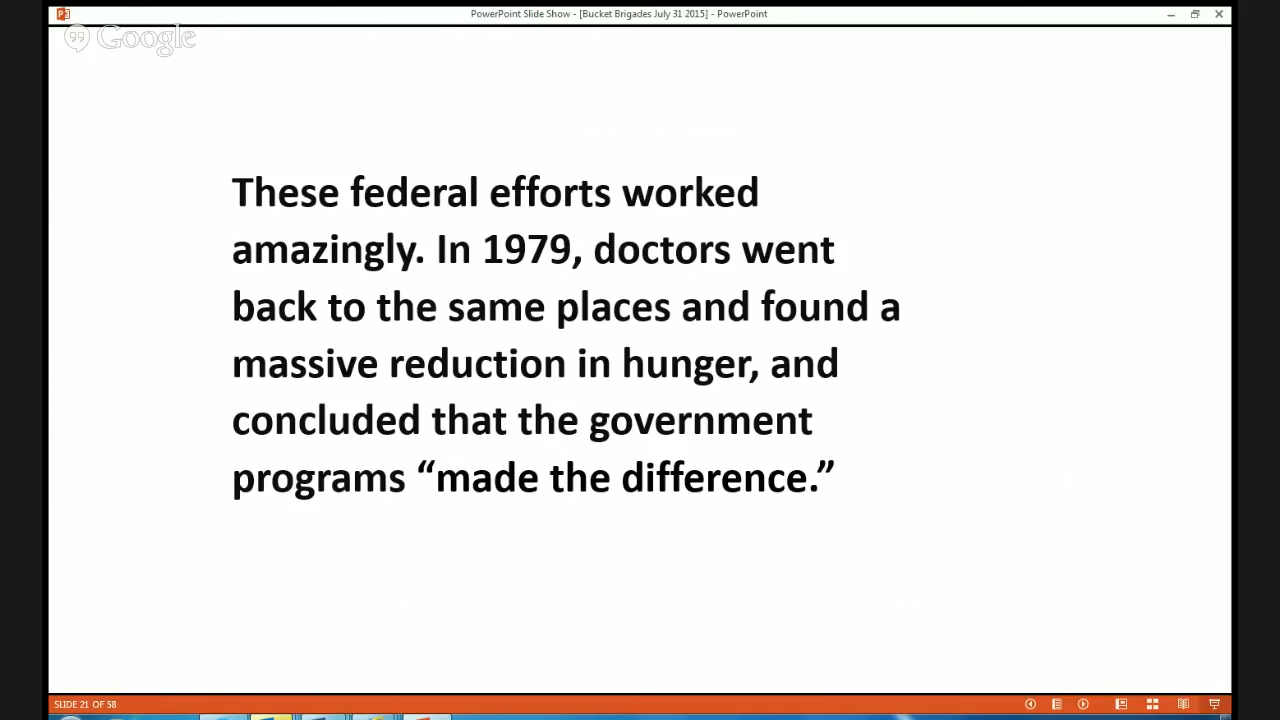 PowerPoint Slide Show - [Bucket Brigades July 31 2015] - PowerPoint
Google
These federal efforts worked
amazingly. In 1979, doctors went
back to the same places and found a
massive reduction in hunger, and
concluded that the government
programs “made the difference.”
SLIDE 21 OF 58